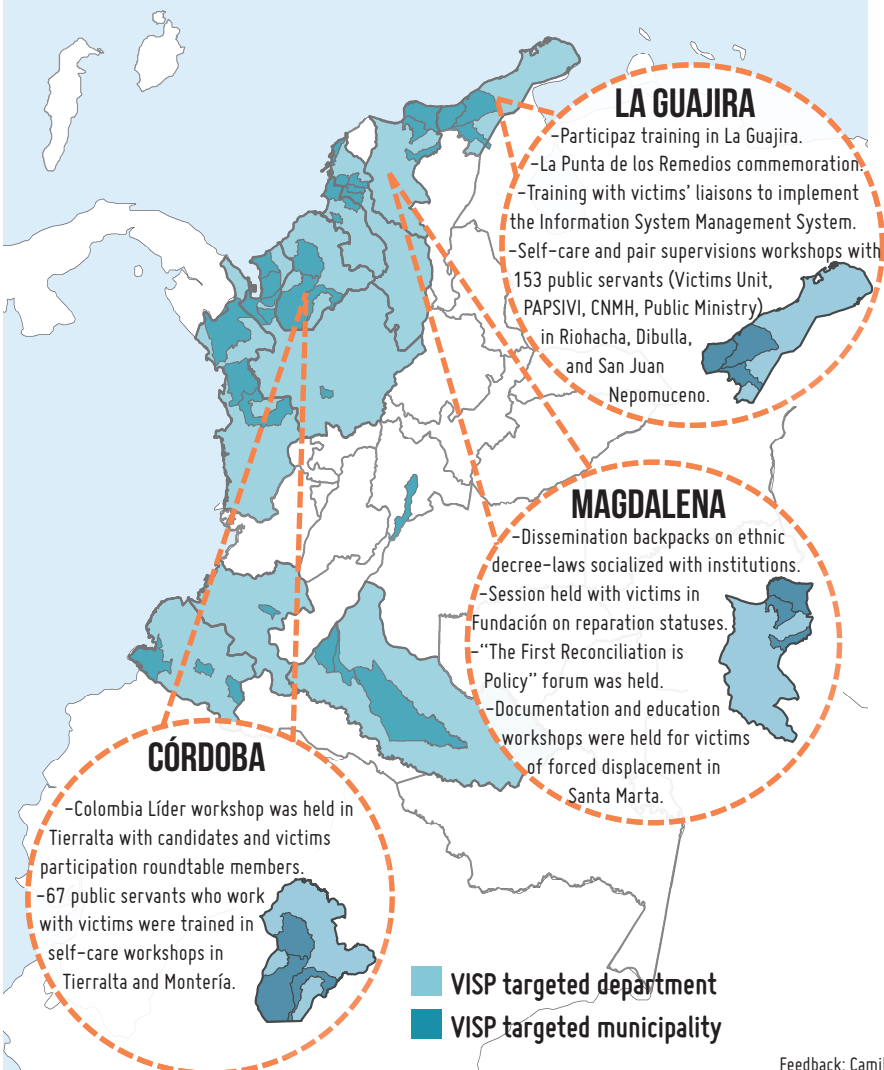 LA GUAJIRA
-Participaz training in La Guajira.
-La Punta de los Remedios commemoration.
-Training with victims' liaisons to implement
the Information System Management System.
-Self-care and pair supervisions workshops with
153 public servants (Victims Unit,
PAPSIVI, CNMH, Public Ministry)
in Riohacha, Dibulla,
and San Juan
Nepomuceno.
MAGDALENA
-Dissemination backpacks on ethnic
decree-laws socialized with institutions.
-Session held with victims in
Fundación on reparation statuses.
-“The First Reconciliation is
Policy” forum was held.
-Documentation and education
workshops were held for victims
of forced displacement in
Santa Marta.
CÓRDOBA
-Colombia Líder workshop was held in
Tierralta with candidates and victims
participation roundtable members.
-67 public servants who work
with victims were trained in
self-care workshops in
Tierralta and Montería.
VISP targeted department
VISP targeted municipality
Feedback: Camil